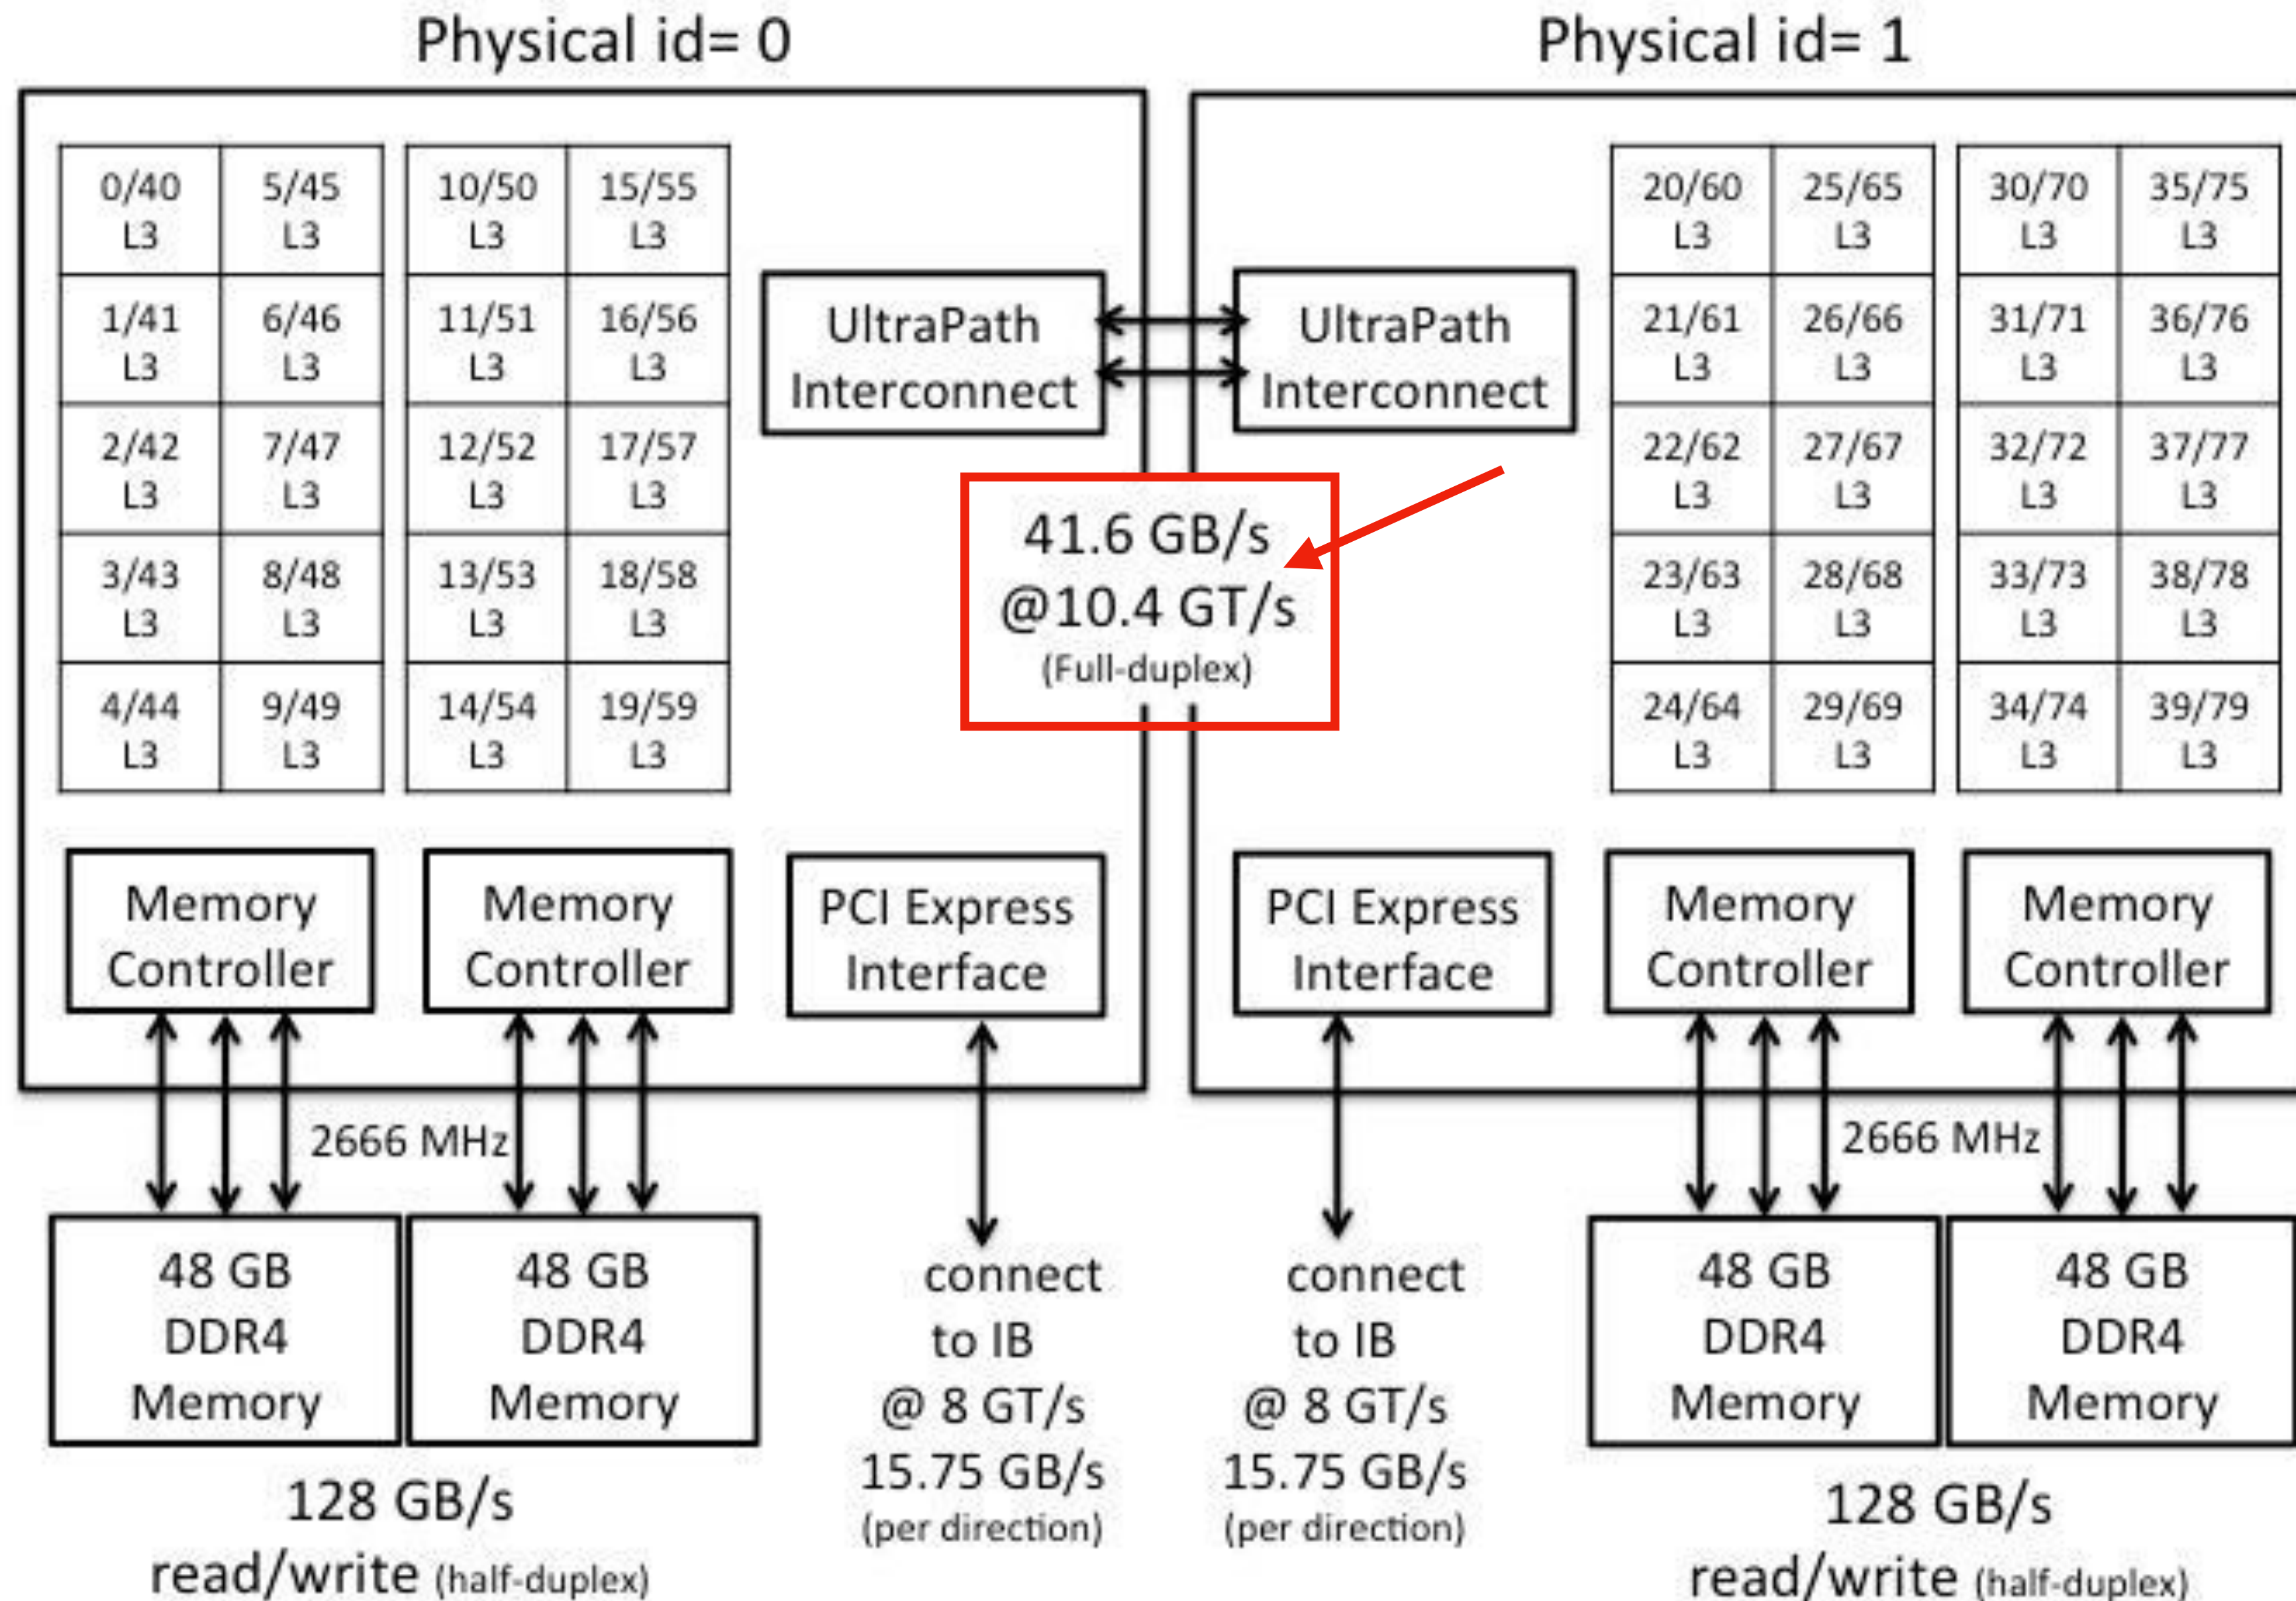 Physical id= 0
Physical id= 1
0/40
L3
5/45
L3
10/50
L3
15/55
L3
1/41
L3
6/46
L3
11/51
L3
16/56
L3
2/42
L3
7/47
L3
12/52
L3
17/57
L3
3/43
L3
8/48
L3
13/53
L3
18/58
L3
4/44
L3
9/49
L3
14/54
L3
19/59
L3
UltraPath
Interconnect
UltraPath
Interconnect
41.6 GB/s
@10.4 GT/s
(Full-duplex)
20/60
L3
25/65
L3
30/70
L3
35/75
L3
21/61
L3
26/66
L3
31/71
L3
36/76
L3
22/62
L3
27/67
L3
32/72
L3
37/77
L3
23/63
L3
28/68
L3
33/73
L3
38/78
L3
24/64
L3
29/69
L3
34/74
L3
39/79
L3
Memory
Controller
Memory
Controller
PCI Express
Interface
PCI Express
Interface
Memory
Controller
Memory
Controller
2666 MHz
2666 MHz
48 GB
DDR4
Memory
48 GB
DDR4
Memory
128 GB/s
read/write (half-duplex)
connect
to IB
@ 8 GT/s
15.75 GB/s
(per direction)
connect
to IB
@ 8 GT/s
15.75 GB/s
(per direction)
48 GB
DDR4
Memory
48 GB
DDR4
Memory
128 GB/s
read/write (half-duplex)